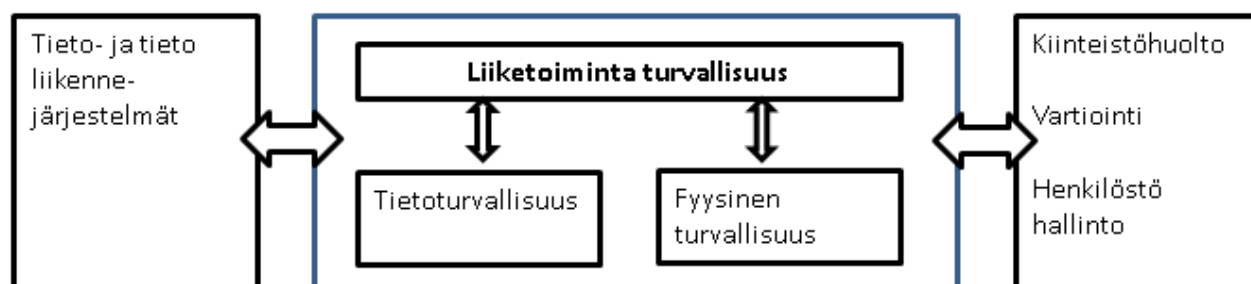 Tieto- ja tieto
liikenne-
järjestelmät
Liiketoiminta turvallisuus
Tietoturvallisuus
Fyysinen
turvallisuus
Kiinteistöhuolto
Vartiointi
Henkilöstö
hallinto